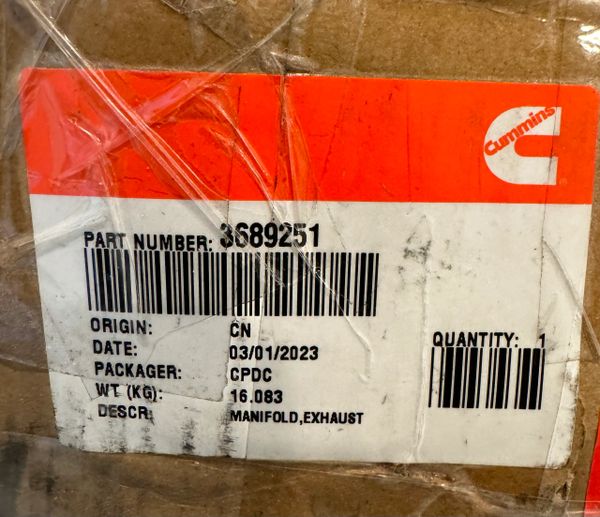 Cummins
PART NUMBER: 3689251
ORIGIN: CN
DATE: 03/01/2023
PACKAGER: CPDC
WT (KG): 16.083
DESCR: MANIFOLD,EXHAUST
QUANTITY: 1